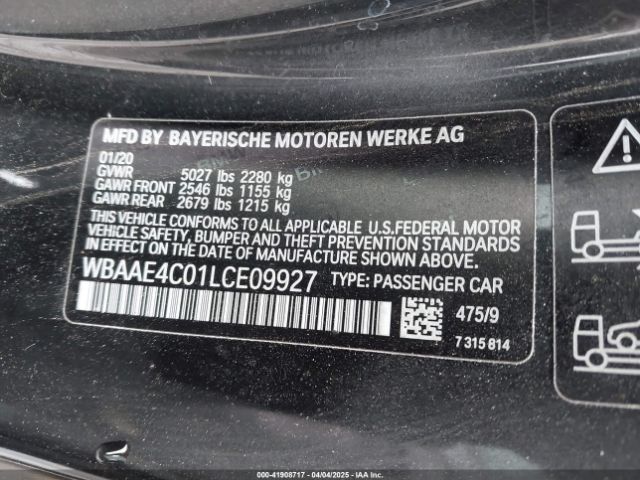 MFD BY BAYERISCHE MOTOREN WERKE AG
01/20
GVWR 5027 lbs 2280 kg
GAWR FRONT 2546 lbs 1155 kg
GAWR REAR 2679 lbs 1215 kg
THIS VEHICLE CONFORMS TO ALL APPLICABLE U.S.FEDERAL MOTOR
VEHICLE SAFETY, BUMPER AND THEFT PREVENTION STANDARDS
IN EFFECT ON THE DATE OF MANUFACTURE SHOWN ABOVE.
WBAAE4C01LCE09927 TYPE: PASSENGER CAR
475/9
7 315 814
000-41908717 - 04/04/2025 - IAAI.COM